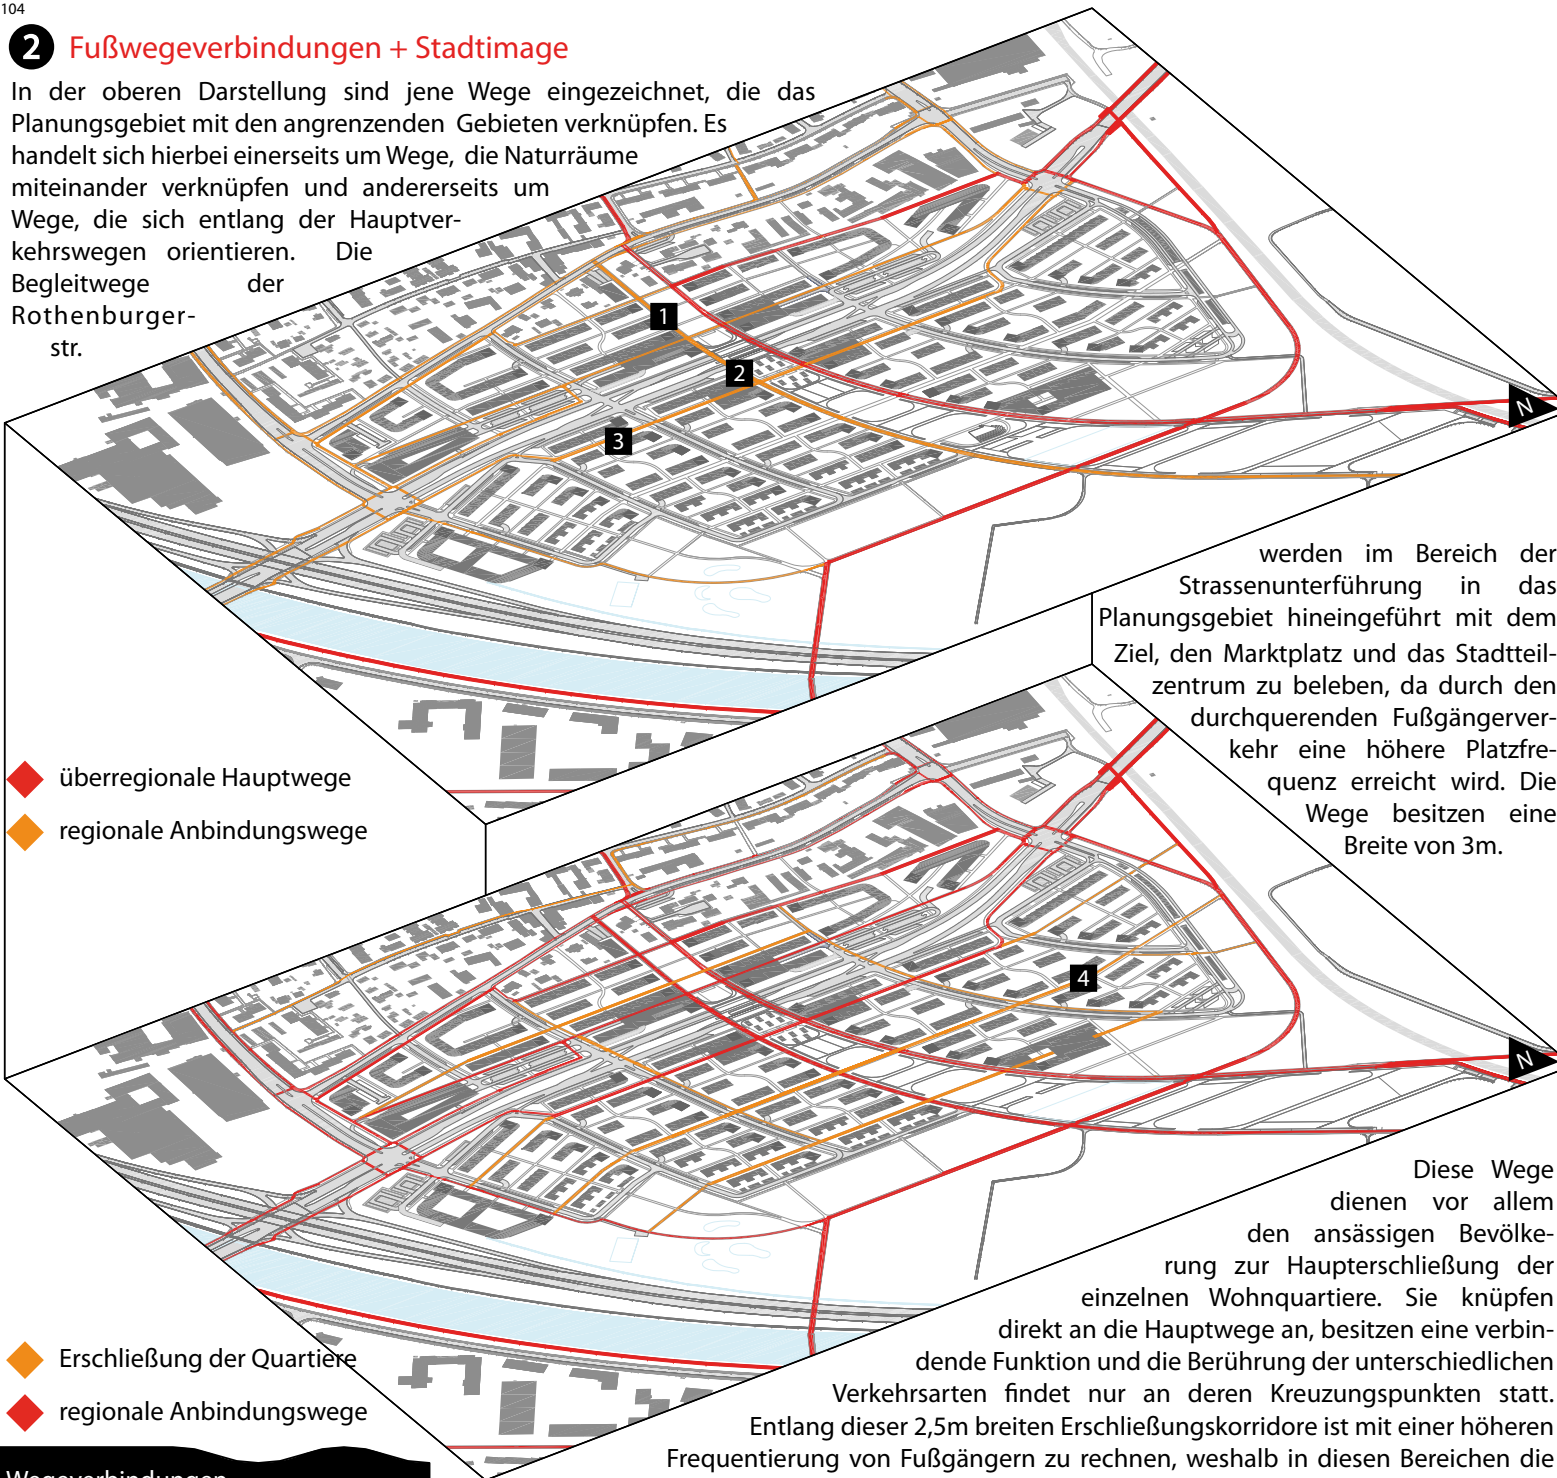 104
2 Fußwegeverbindungen + Stadtimage
In der oberen Darstellung sind jene Wege eingezeichnet, die das
Planungsgebiet mit den angrenzenden Gebieten verknüpfen. Es
handelt sich hierbei einerseits um Wege, die Naturräume
miteinander verknüpfen und andererseits um
Wege, die sich entlang der Hauptver-
kehrswegen orientieren. Die
Begleitwege der
Rothenburger-
str.
1
2
3
N
werden im Bereich der
Strassenunterführung in das
Planungsgebiet hineingeführt mit dem
Ziel, den Marktplatz und das Stadtteil-
zentrum zu beleben, da durch den
durchquerenden Fußgängerver-
kehr eine höhere Platzfre-
quenz erreicht wird. Die
Wege besitzen eine
Breite von 3m.
überregionale Hauptwege
regionale Anbindungswege
4
N
Diese Wege
dienen vor allem
den ansässigen Bevölke-
rung zur Haupterschließung der
einzelnen Wohnquartiere. Sie knüpfen
direkt an die Hauptwege an, besitzen eine verbin-
dende Funktion und die Berührung der unterschiedlichen
Verkehrsarten findet nur an deren Kreuzungspunkten statt.
Entlang dieser 2,5m breiten Erschließungskorridore ist mit einer höheren
Frequentierung von Fußgängern zu rechnen, weshalb in diesen Bereichen die
Erschließung der Quartiere
regionale Anbindungswege
Wegeverbindungen